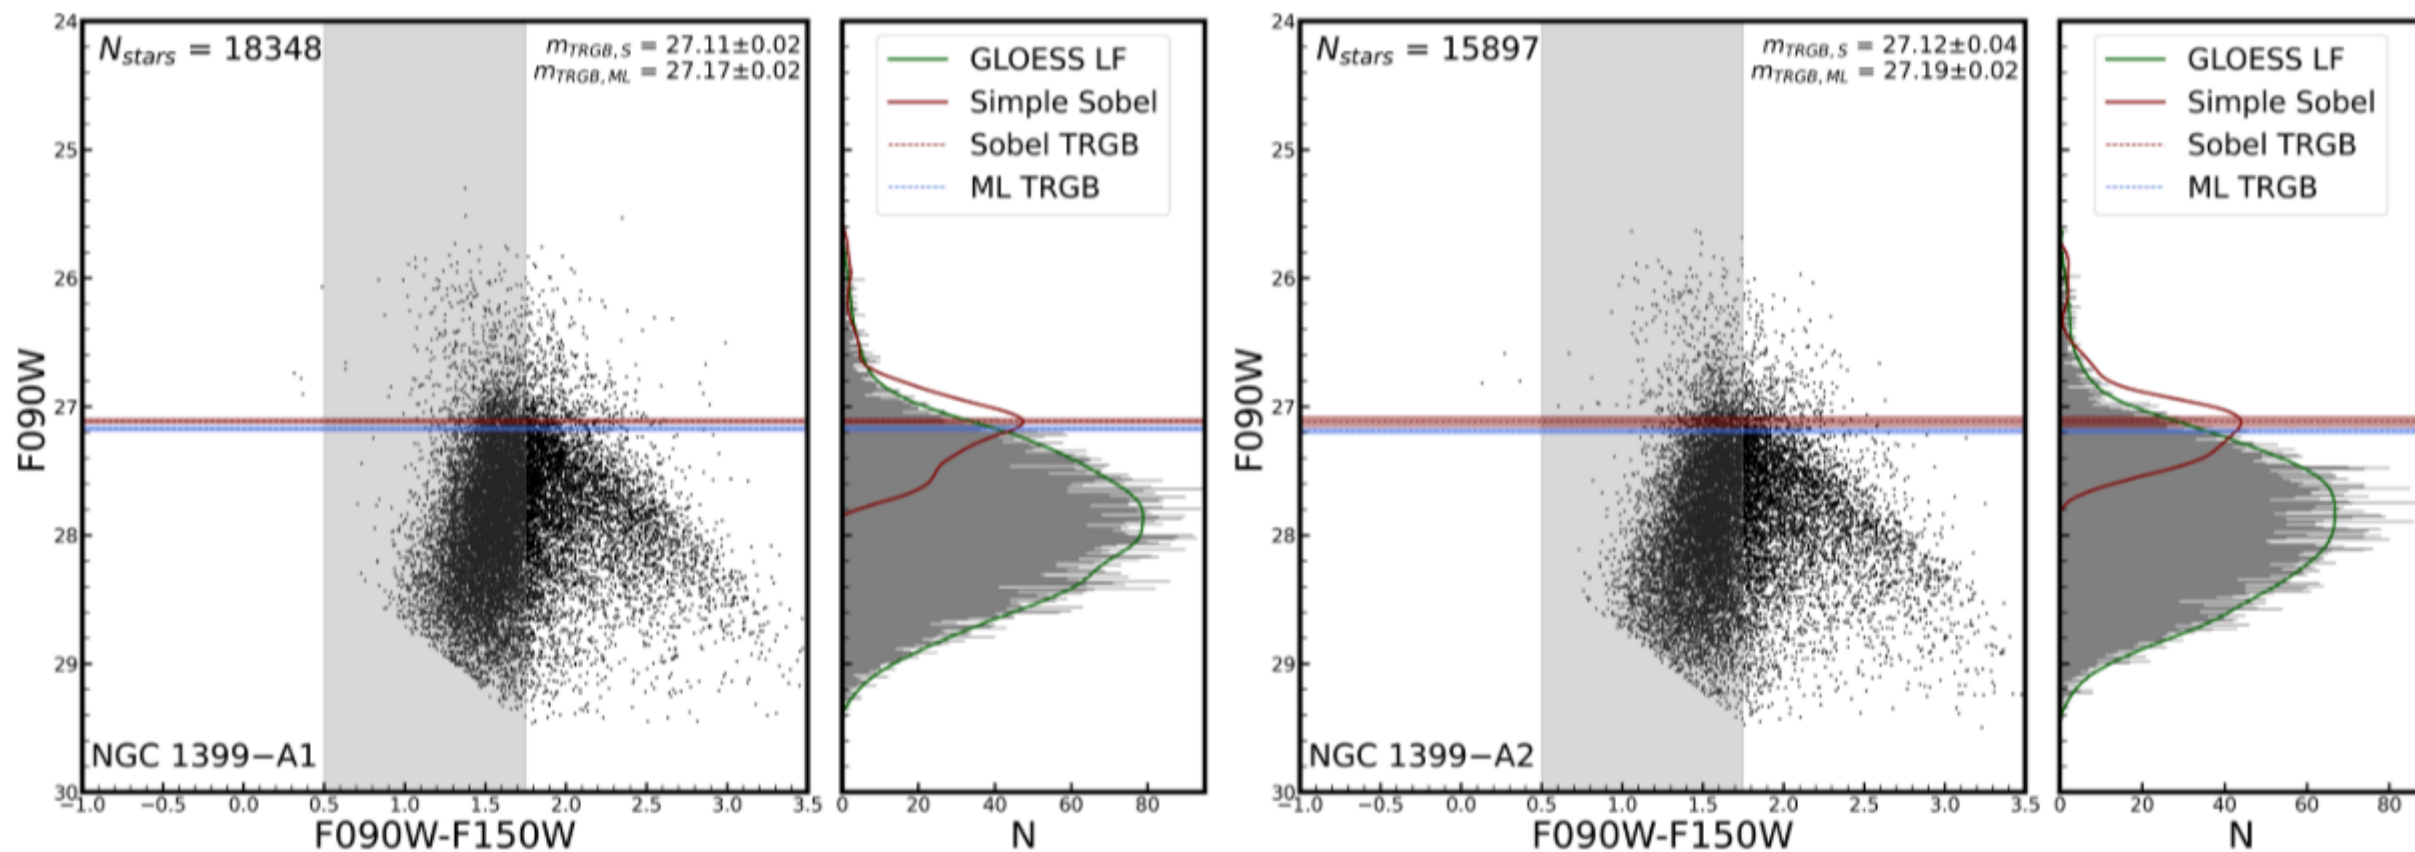 N_stars = 18348
m_TRGB,S = 27.11±0.02
m_TRGB,ML = 27.17±0.02
24
25
26
27
28
29
30
F090W
NGC 1399−A1
−1.0 −0.5 0.0 0.5 1.0 1.5 2.0 2.5 3.0 3.5
F090W-F150W
GLOESS LF
Simple Sobel
Sobel TRGB
ML TRGB
0 20 40 60 80
N
N_stars = 15897
m_TRGB,S = 27.12±0.04
m_TRGB,ML = 27.19±0.02
24
25
26
27
28
29
30
F090W
NGC 1399−A2
−1.0 −0.5 0.0 0.5 1.0 1.5 2.0 2.5 3.0 3.5
F090W-F150W
GLOESS LF
Simple Sobel
Sobel TRGB
ML TRGB
0 20 40 60 80
N